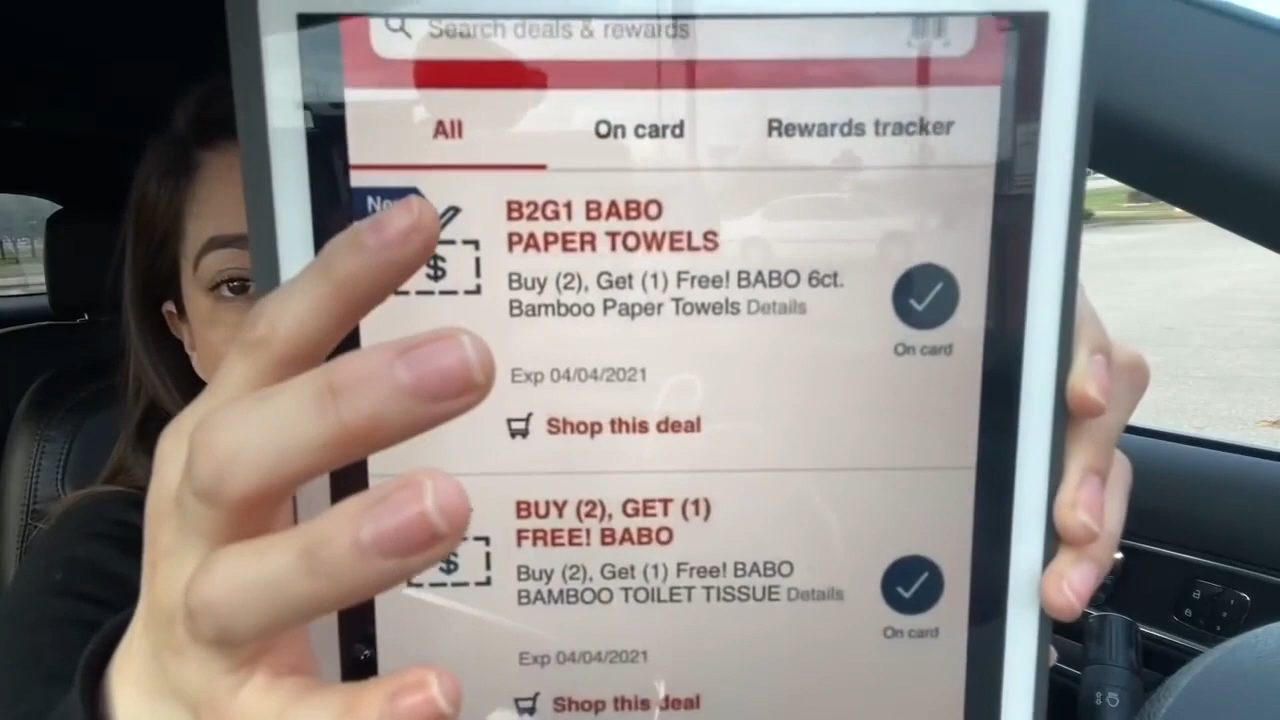 Search deals & rewards
All
On card
Rewards tracker
B2G1 BABO
PAPER TOWELS
$
Buy (2), Get (1) Free! BABO 6ct.
Bamboo Paper Towels Details
On card
Exp 04/04/2021
Shop this deal
BUY (2), GET (1)
FREE! BABO
$
Buy (2), Get (1) Free! BABO
BAMBOO TOILET TISSUE Details
On card
Exp 04/04/2021
Shop this deal